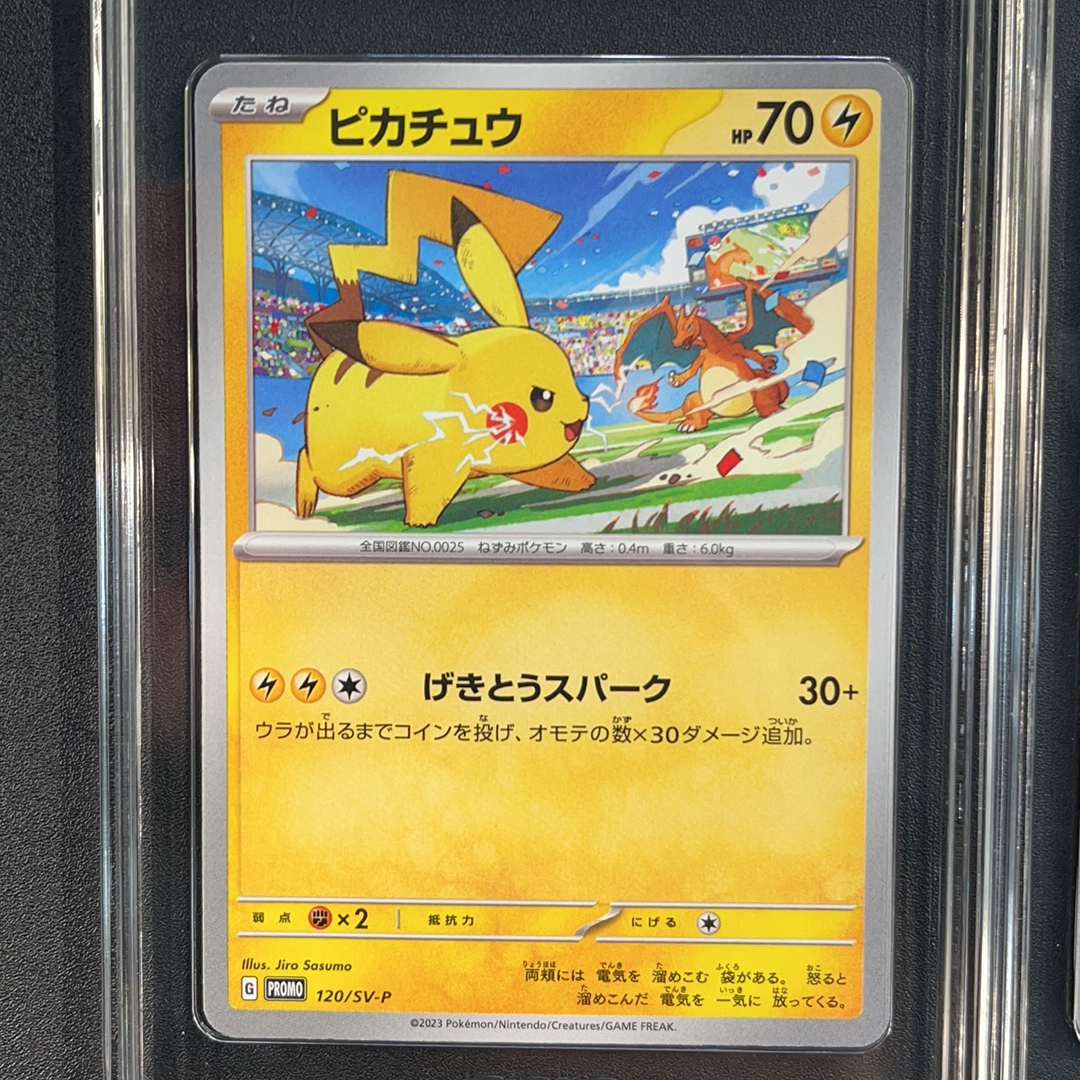 たね ピカチュウ HP70
全国図鑑NO.0025 ねずみポケモン 高さ:0.4m 重さ:6.0kg
げきとうスパーク 30+
ウラが出るまでコインを投げ、オモテの数×30ダメージ追加。
弱点 ×2 抵抗力 にげる
Illus. Jiro Sasumo
両頬には 電気を 溜めこむ 袋がある。 怒ると
溜めこんだ 電気を 一気に 放ってくる。
G PROMO 120/SV-P
©2023 Pokémon/Nintendo/Creatures/GAME FREAK.